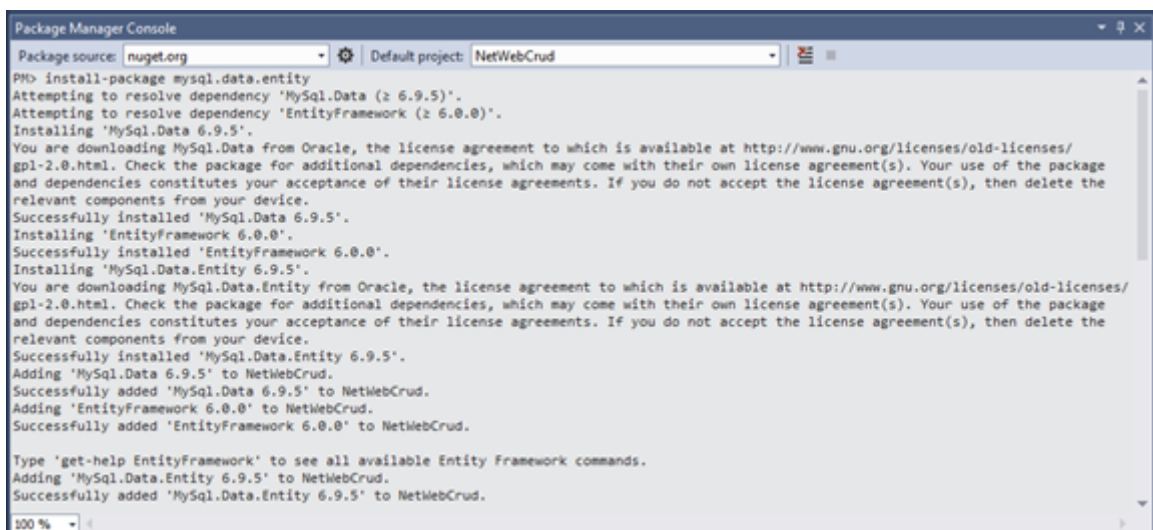 Package Manager Console
Package source: nuget.org Default project: NetWebCrud
PM> install-package mysql.data.entity
Attempting to resolve dependency 'MySql.Data (≥ 6.9.5)'.
Attempting to resolve dependency 'EntityFramework (≥ 6.0.0)'.
Installing 'MySql.Data 6.9.5'.
You are downloading MySql.Data from Oracle, the license agreement to which is available at http://www.gnu.org/licenses/old-licenses/
gpl-2.0.html. Check the package for additional dependencies, which may come with their own license agreement(s). Your use of the package
and dependencies constitutes your acceptance of their license agreements. If you do not accept the license agreement(s), then delete the
relevant components from your device.
Successfully installed 'MySql.Data 6.9.5'.
Installing 'EntityFramework 6.0.0'.
Successfully installed 'EntityFramework 6.0.0'.
Installing 'MySql.Data.Entity 6.9.5'.
You are downloading MySql.Data.Entity from Oracle, the license agreement to which is available at http://www.gnu.org/licenses/old-licenses/
gpl-2.0.html. Check the package for additional dependencies, which may come with their own license agreement(s). Your use of the package
and dependencies constitutes your acceptance of their license agreements. If you do not accept the license agreement(s), then delete the
relevant components from your device.
Successfully installed 'MySql.Data.Entity 6.9.5'.
Adding 'MySql.Data 6.9.5' to NetWebCrud.
Successfully added 'MySql.Data 6.9.5' to NetWebCrud.
Adding 'EntityFramework 6.0.0' to NetWebCrud.
Successfully added 'EntityFramework 6.0.0' to NetWebCrud.
Type 'get-help EntityFramework' to see all available Entity Framework commands.
Adding 'MySql.Data.Entity 6.9.5' to NetWebCrud.
Successfully added 'MySql.Data.Entity 6.9.5' to NetWebCrud.
100 %